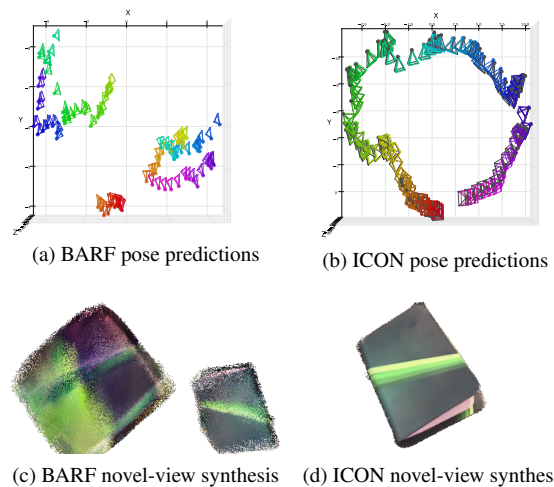 X
X
Y
Y
Z
Z
(a) BARF pose predictions
(b) ICON pose predictions
(c) BARF novel-view synthesis
(d) ICON novel-view synthes